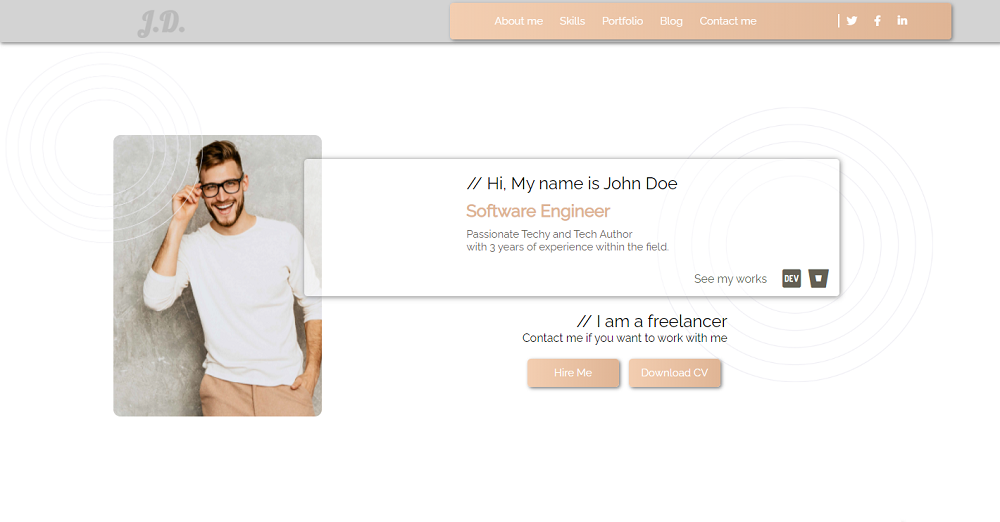 J.D.
About me Skills Portfolio Blog Contact me
// Hi, My name is John Doe
Software Engineer
Passionate Techy and Tech Author
with 3 years of experience within the field.
See my works DEV
// I am a freelancer
Contact me if you want to work with me
Hire Me Download CV